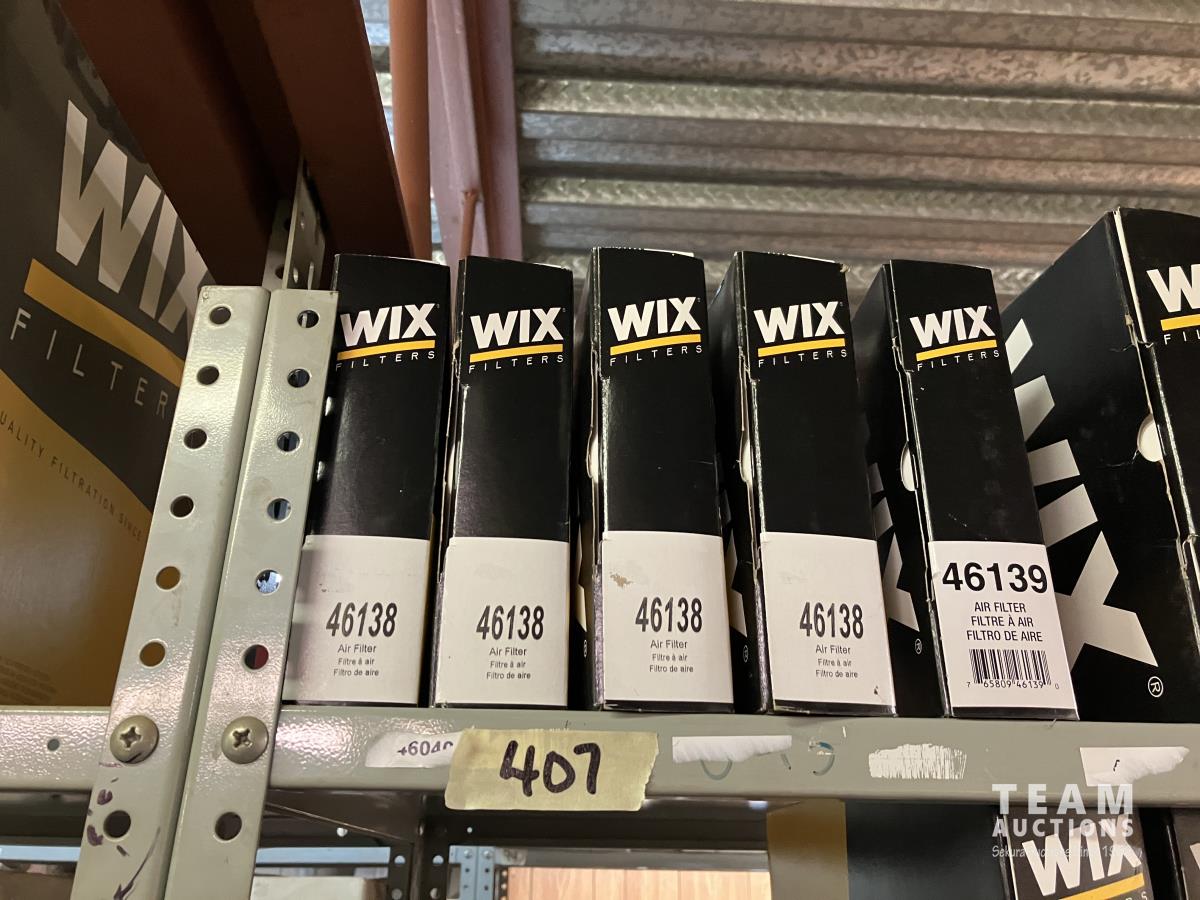 WIX
FILTERS
QUALITY FILTRATION SINCE
WIX
FILTERS
46138
Air Filter
Filtre à air
Filtro de aire
WIX
FILTERS
46138
Air Filter
Filtre à air
Filtro de aire
WIX
FILTERS
46138
Air Filter
Filtre à air
Filtro de aire
WIX
FILTERS
46138
Air Filter
Filtre à air
Filtro de aire
WIX
FILTERS
46139
AIR FILTER
FILTRE À AIR
FILTRO DE AIRE
7 65809 46139 0
WIX
®
407
TEAM
AUCTIONS
WIX